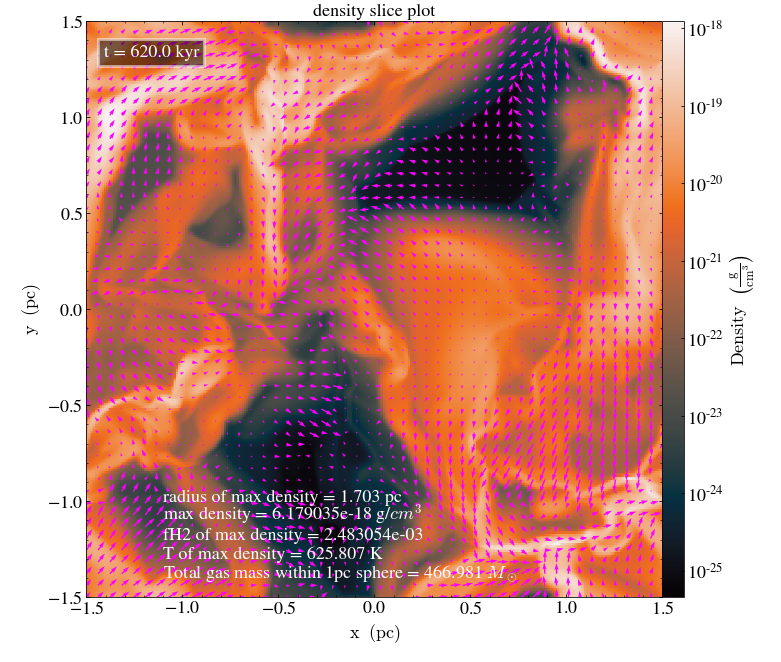 density slice plot
t = 620.0 kyr
radius of max density = 1.703 pc
max density = 6.179035e-18 g/cm³
fH2 of max density = 2.483054e-03
T of max density = 625.807 K
Total gas mass within 1pc sphere = 466.981 M⊙
1.5
1.0
0.5
0.0
−0.5
−1.0
−1.5
y (pc)
−1.5 −1.0 −0.5 0.0 0.5 1.0 1.5
x (pc)
10⁻¹⁸
10⁻¹⁹
10⁻²⁰
10⁻²¹
10⁻²²
10⁻²³
10⁻²⁴
10⁻²⁵
Density (g/cm³)